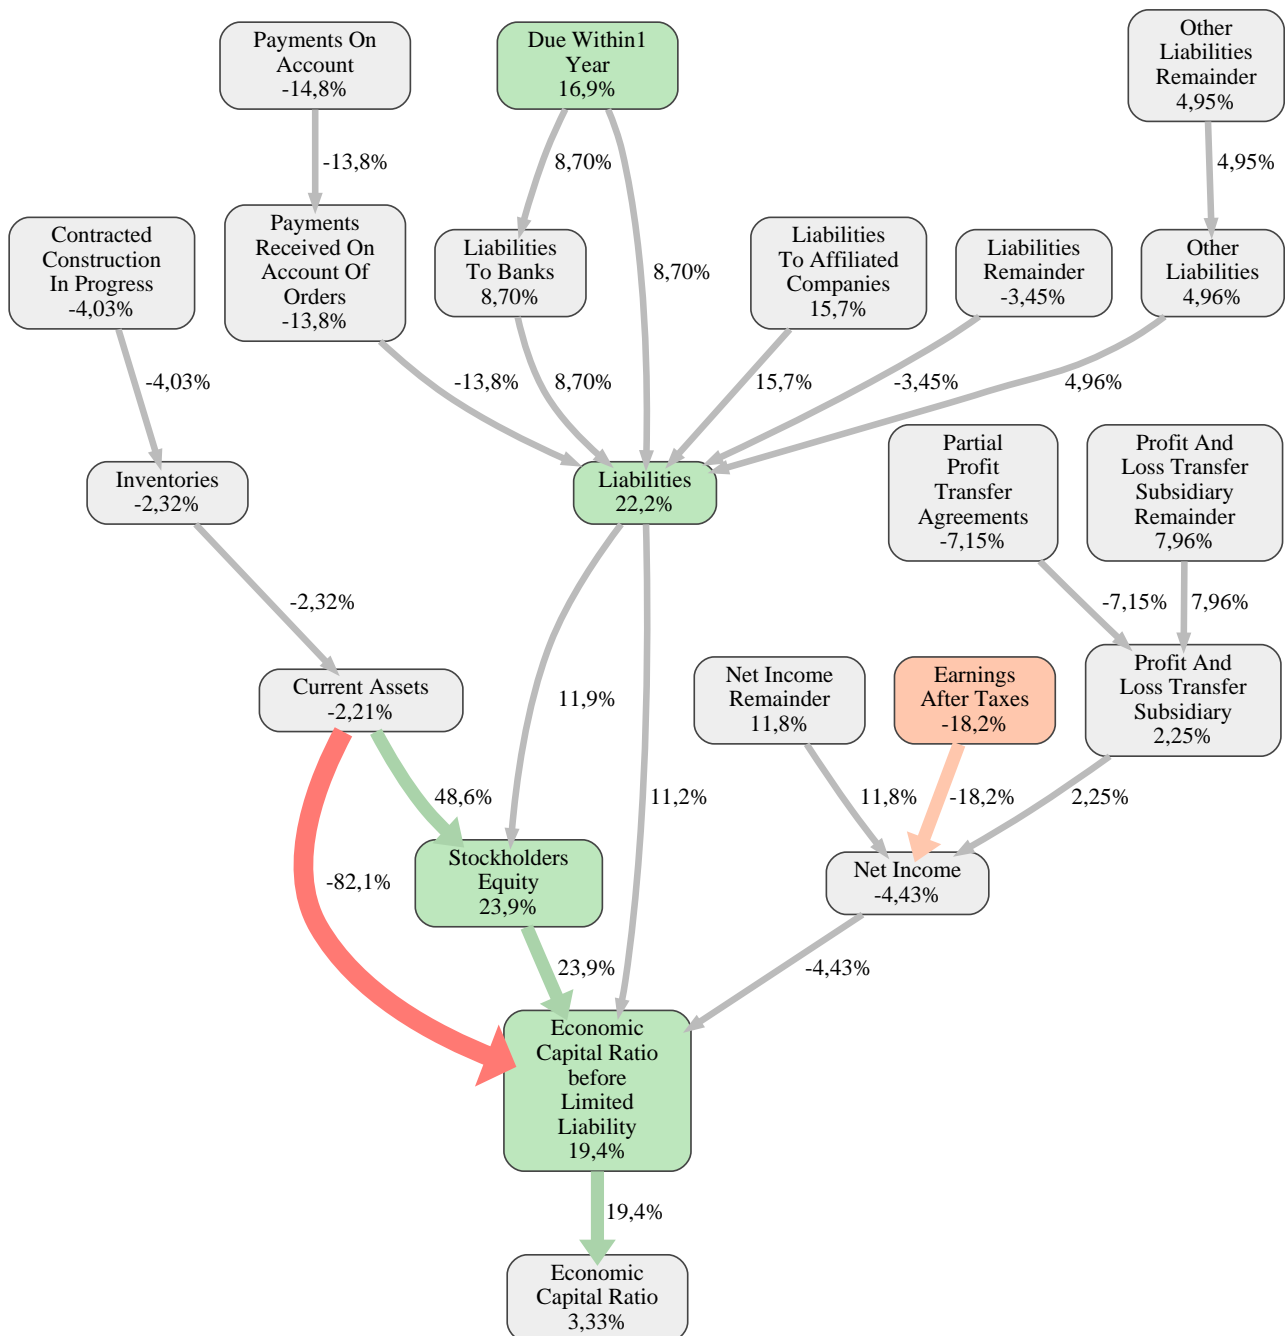 Payments On
Account
-14,8%
Due Within1
Year
16,9%
Other
Liabilities
Remainder
4,95%
-13,8%
8,70%
4,95%
Contracted
Construction
In Progress
-4,03%
Payments
Received On
Account Of
Orders
-13,8%
Liabilities
To Banks
8,70%
8,70%
Liabilities
To Affiliated
Companies
15,7%
Liabilities
Remainder
-3,45%
Other
Liabilities
4,96%
-4,03%
-13,8%
8,70%
15,7%
-3,45%
4,96%
Inventories
-2,32%
Liabilities
22,2%
Partial
Profit
Transfer
Agreements
-7,15%
Profit And
Loss Transfer
Subsidiary
Remainder
7,96%
-2,32%
-7,15%
7,96%
Current Assets
-2,21%
11,9%
Net Income
Remainder
11,8%
Earnings
After Taxes
-18,2%
Profit And
Loss Transfer
Subsidiary
2,25%
48,6%
11,2%
11,8%
-18,2%
2,25%
-82,1%
Stockholders
Equity
23,9%
Net Income
-4,43%
23,9%
-4,43%
Economic
Capital Ratio
before
Limited
Liability
19,4%
19,4%
Economic
Capital Ratio
3,33%